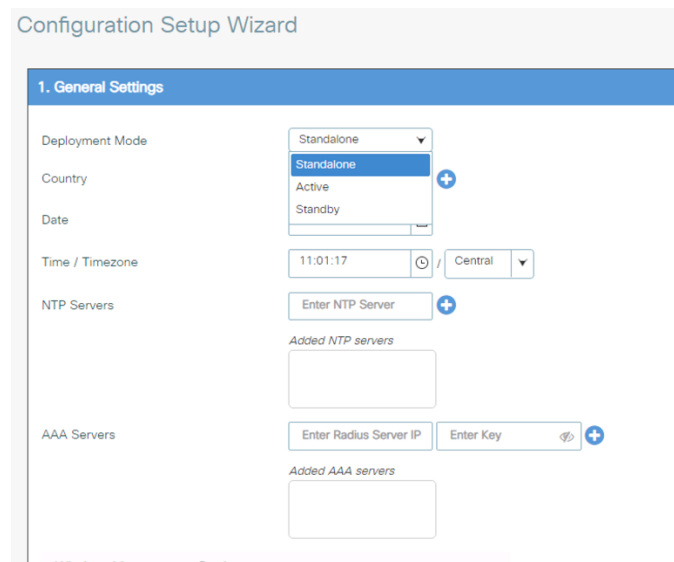 Configuration Setup Wizard
1. General Settings
Deployment Mode
Standalone
Standalone
Country
Active
Standby
Date
Time / Timezone
11:01:17
/
Central
NTP Servers
Enter NTP Server
Added NTP servers
AAA Servers
Enter Radius Server IP
Enter Key
Added AAA servers